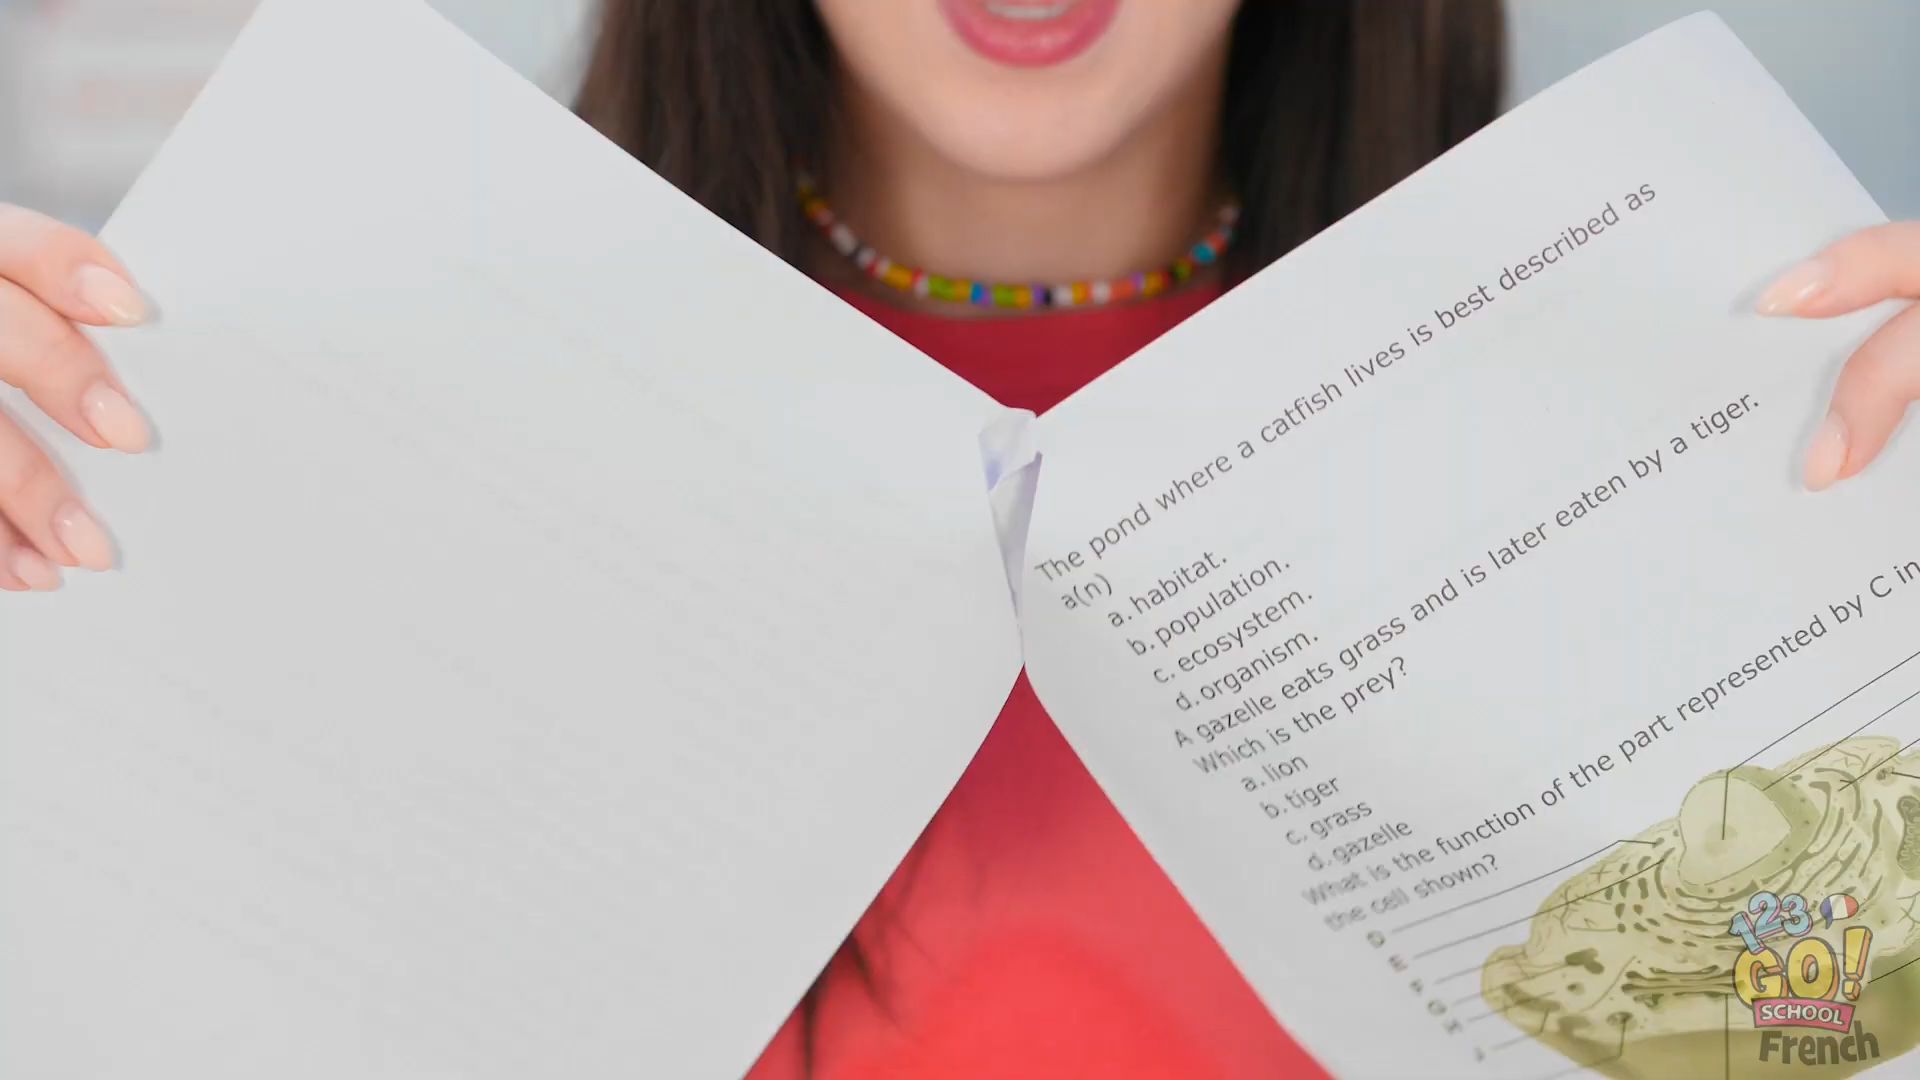 The pond where a catfish lives is best described as
a(n)
a. habitat.
b. population.
c. ecosystem.
d. organism.
A gazelle eats grass and is later eaten by a tiger.
Which is the prey?
a. lion
b. tiger
c. grass
d. gazelle
What is the function of the part represented by C in
the cell shown?
D
123
GO!
SCHOOL
French